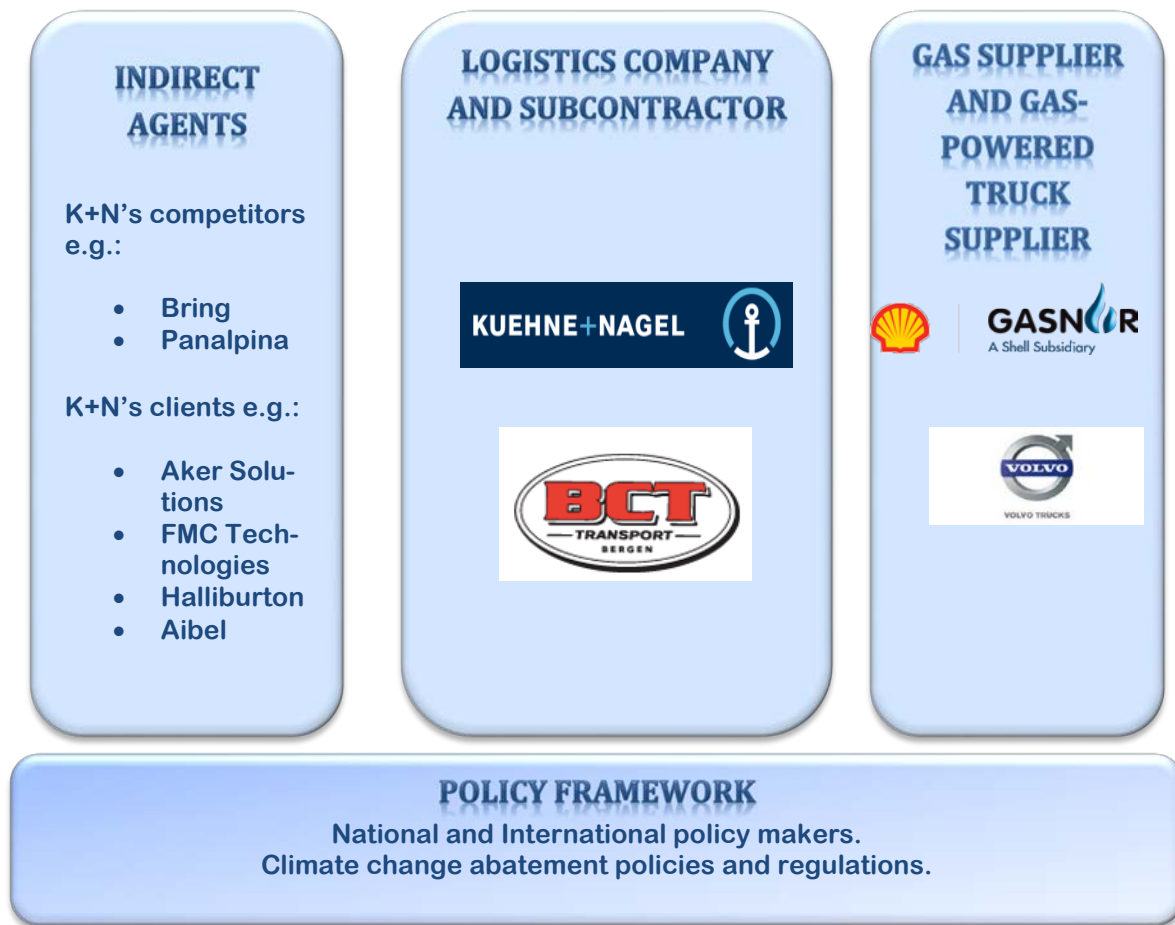 INDIRECT
AGENTS
K+N's competitors
e.g.:
• Bring
• Panalpina
K+N's clients e.g.:
• Aker Solu-
tions
• FMC Tech-
nologies
• Halliburton
• Aibel
LOGISTICS COMPANY
AND SUBCONTRACTOR
KUEHNE+NAGEL
BCT
TRANSPORT
BERGEN
GAS SUPPLIER
AND GAS-
POWERED
TRUCK
SUPPLIER
GASNOR
A Shell Subsidiary
VOLVO
VOLVO TRUCKS
POLICY FRAMEWORK
National and International policy makers.
Climate change abatement policies and regulations.